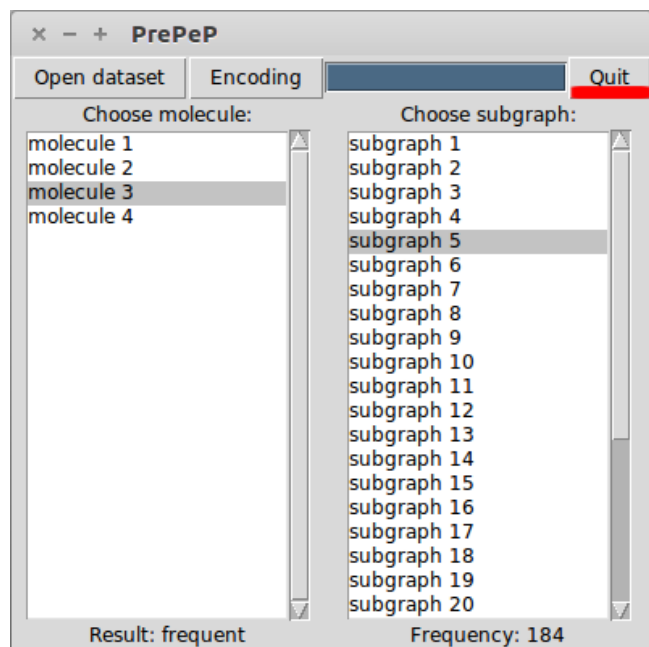 × − + PrePeP
Open dataset Encoding Quit
Choose molecule:
molecule 1
molecule 2
molecule 3
molecule 4
Result: frequent
Choose subgraph:
subgraph 1
subgraph 2
subgraph 3
subgraph 4
subgraph 5
subgraph 6
subgraph 7
subgraph 8
subgraph 9
subgraph 10
subgraph 11
subgraph 12
subgraph 13
subgraph 14
subgraph 15
subgraph 16
subgraph 17
subgraph 18
subgraph 19
subgraph 20
Frequency: 184